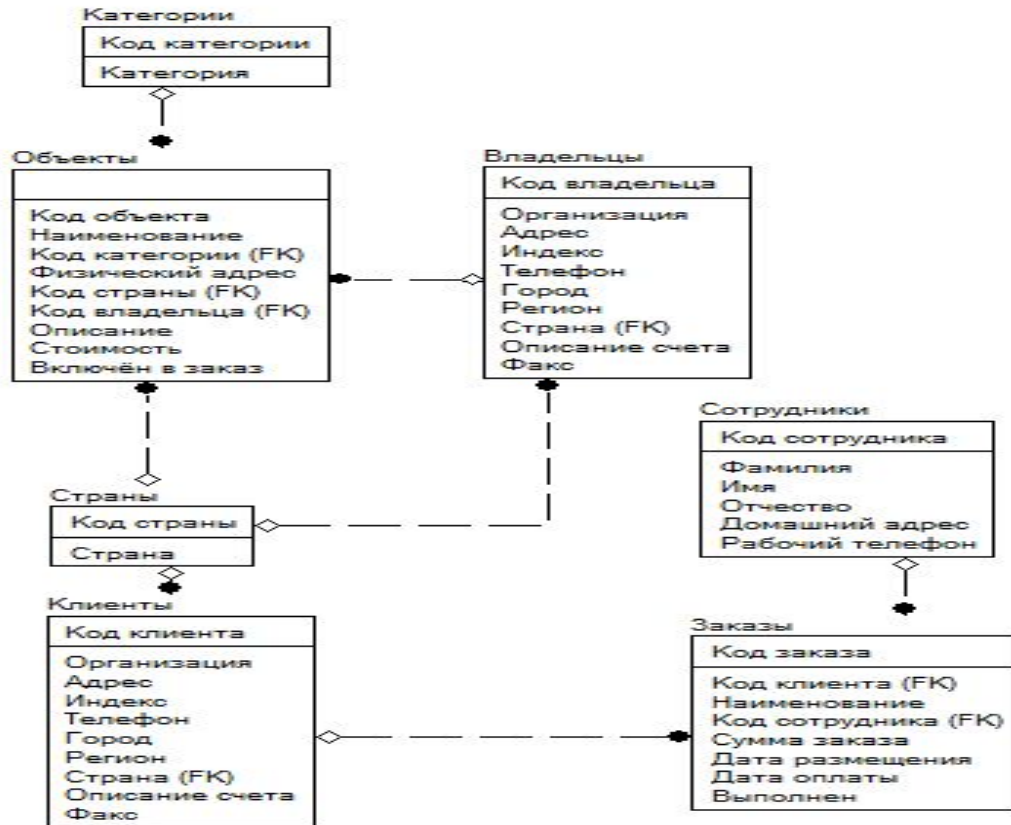 Категории
Код категории
Категория
Объекты
Код объекта
Наименование
Код категории (FK)
Физический адрес
Код страны (FK)
Код владельца (FK)
Описание
Стоимость
Включён в заказ
Владельцы
Код владельца
Организация
Адрес
Индекс
Телефон
Город
Регион
Страна (FK)
Описание счета
Факс
Сотрудники
Код сотрудника
Фамилия
Имя
Отчество
Домашний адрес
Рабочий телефон
Страны
Код страны
Страна
Клиенты
Код клиента
Организация
Адрес
Индекс
Телефон
Город
Регион
Страна (FK)
Описание счета
Факс
Заказы
Код заказа
Код клиента (FK)
Наименование
Код сотрудника (FK)
Сумма заказа
Дата размещения
Дата оплаты
Выполнен